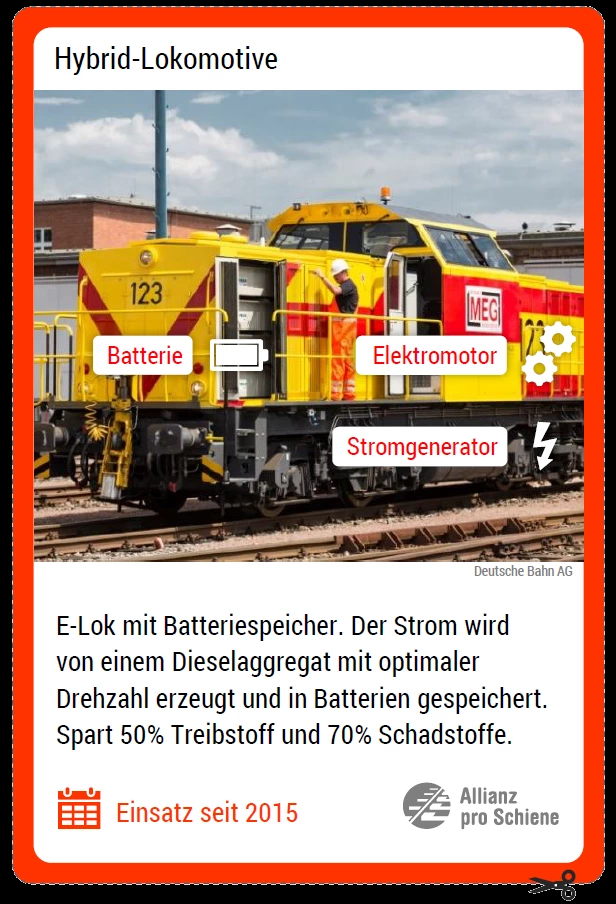 Hybrid-Lokomotive
123
MEG
23
Batterie
Elektromotor
Stromgenerator
Deutsche Bahn AG
E-Lok mit Batteriespeicher. Der Strom wird
von einem Dieselaggregat mit optimaler
Drehzahl erzeugt und in Batterien gespeichert.
Spart 50% Treibstoff und 70% Schadstoffe.
Einsatz seit 2015
Allianz
pro Schiene